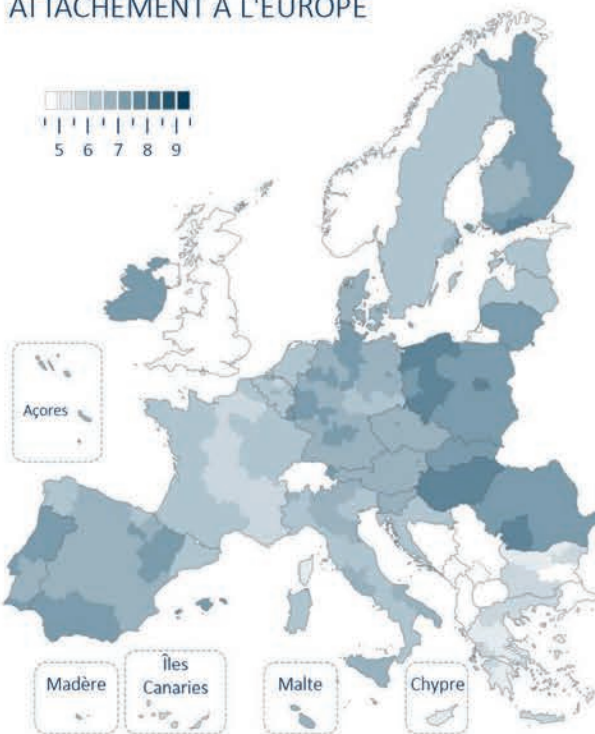 ATTACHEMENT À L'EUROPE
5 6 7 8 9
Açores
Madère
Îles
Canaries
Malte
Chypre